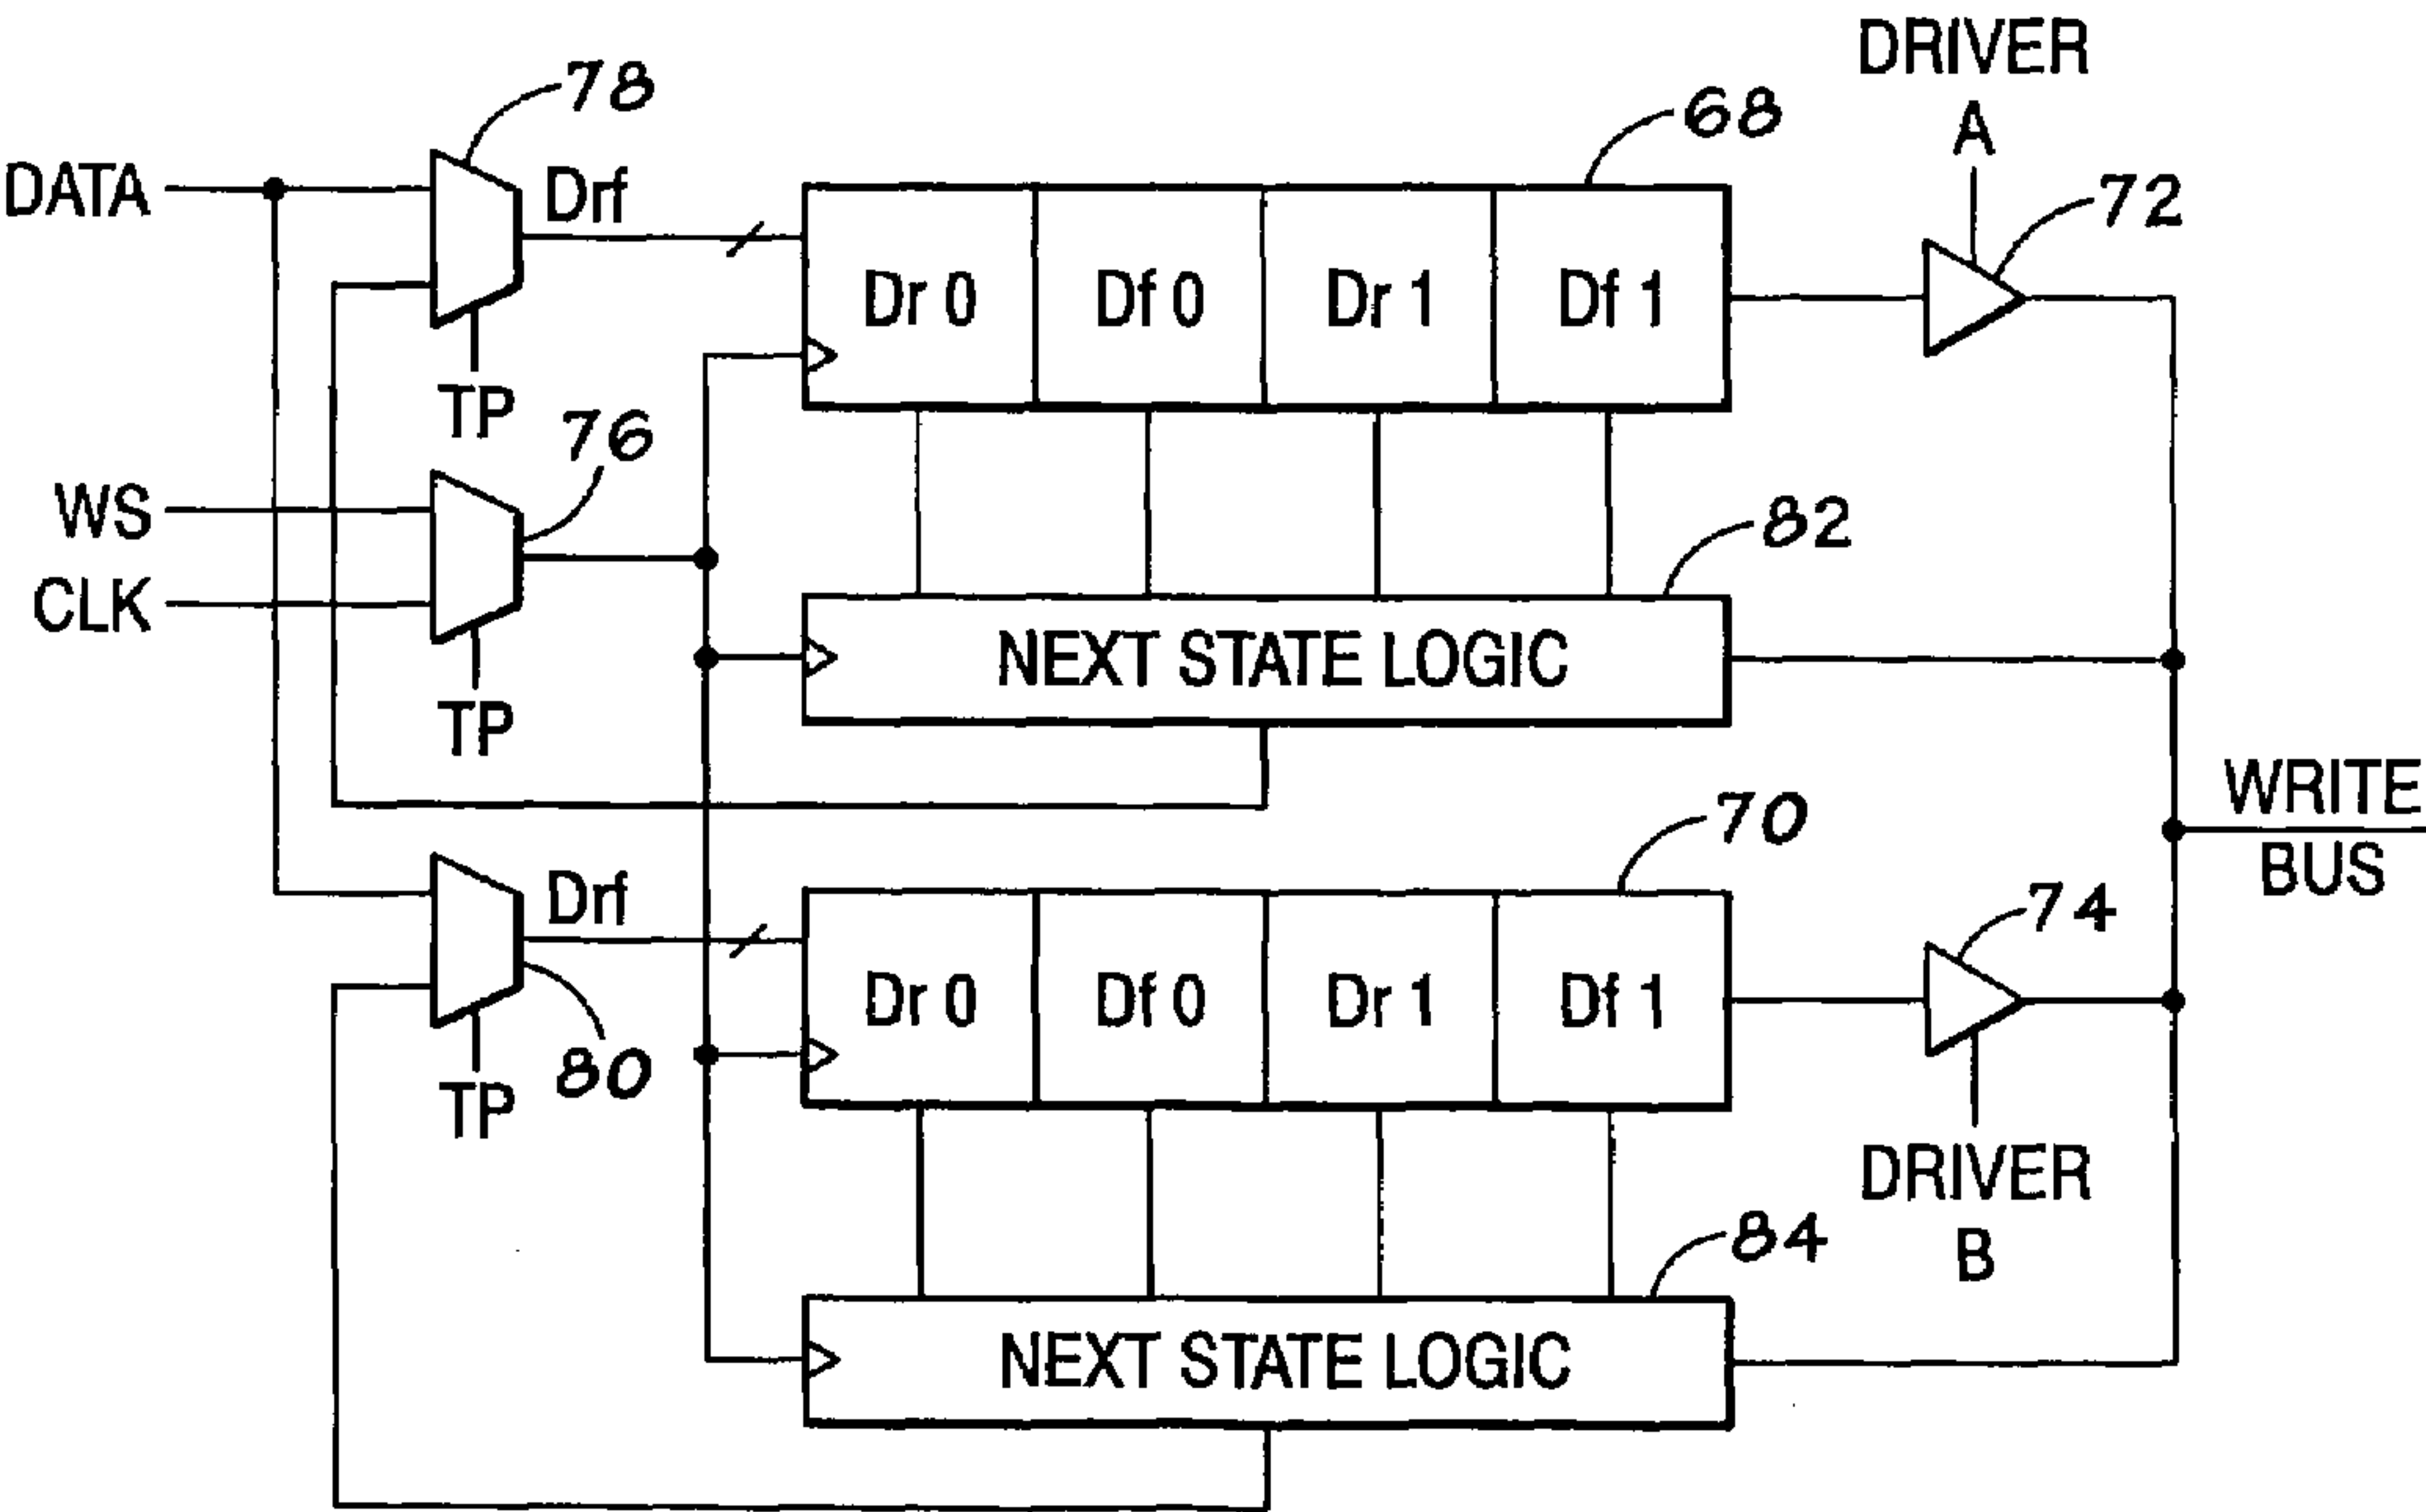 DRIVER
A
78
68
72
DATA
Drf
Dr 0
Df 0
Dr 1
Df 1
TP
76
WS
82
CLK
NEXT STATE LOGIC
TP
WRITE
BUS
70
74
Drf
Dr 0
Df 0
Dr 1
Df 1
80
TP
DRIVER
B
84
NEXT STATE LOGIC